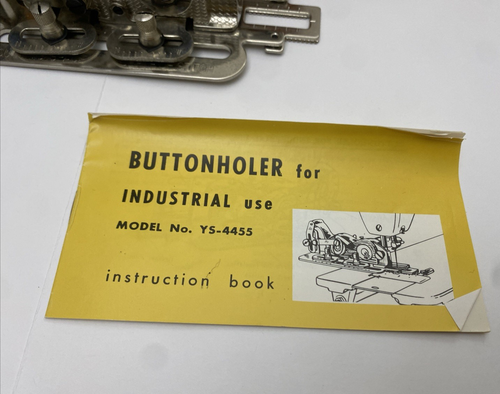 BUTTONHOLER for
INDUSTRIAL use
MODEL No. YS-4455
instruction book